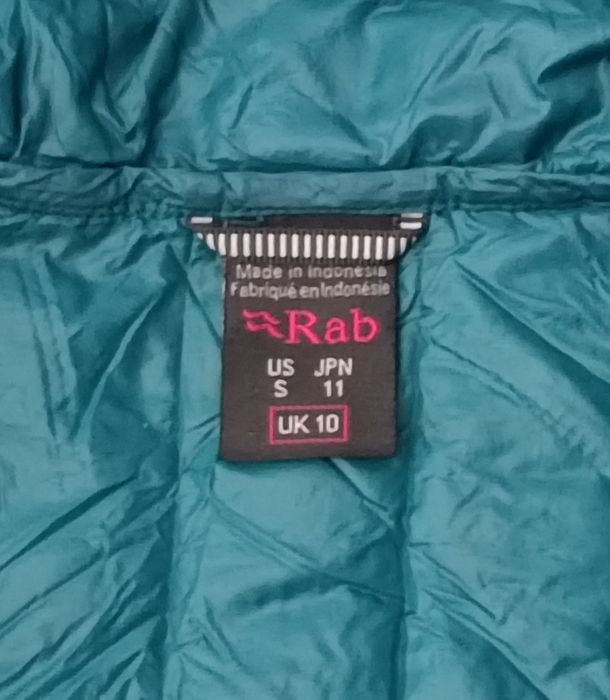 Made in Indonesia
Fabriqué en Indonésie
Rab
US JPN
S 11
UK 10